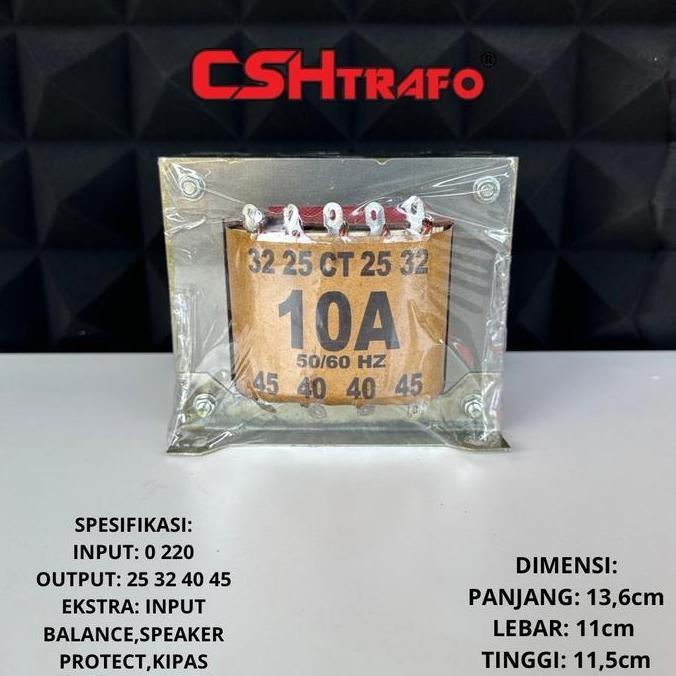 CSHTRAFO®
32 25 CT 25 32
10A
50/60 HZ
45 40 40 45
SPESIFIKASI:
INPUT: 0 220
OUTPUT: 25 32 40 45
EKSTRA: INPUT
BALANCE,SPEAKER
PROTECT,KIPAS
DIMENSI:
PANJANG: 13,6cm
LEBAR: 11cm
TINGGI: 11,5cm